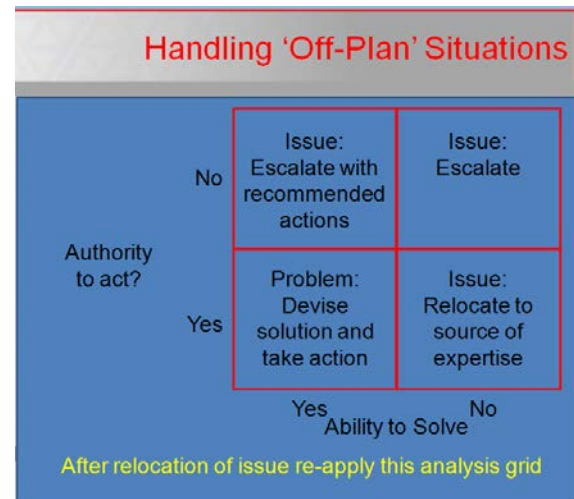 Handling ‘Off-Plan’ Situations
No
Issue:
Escalate with
recommended
actions
Issue:
Escalate
Authority
to act?
Yes
Problem:
Devise
solution and
take action
Issue:
Relocate to
source of
expertise
Yes No
Ability to Solve
After relocation of issue re-apply this analysis grid